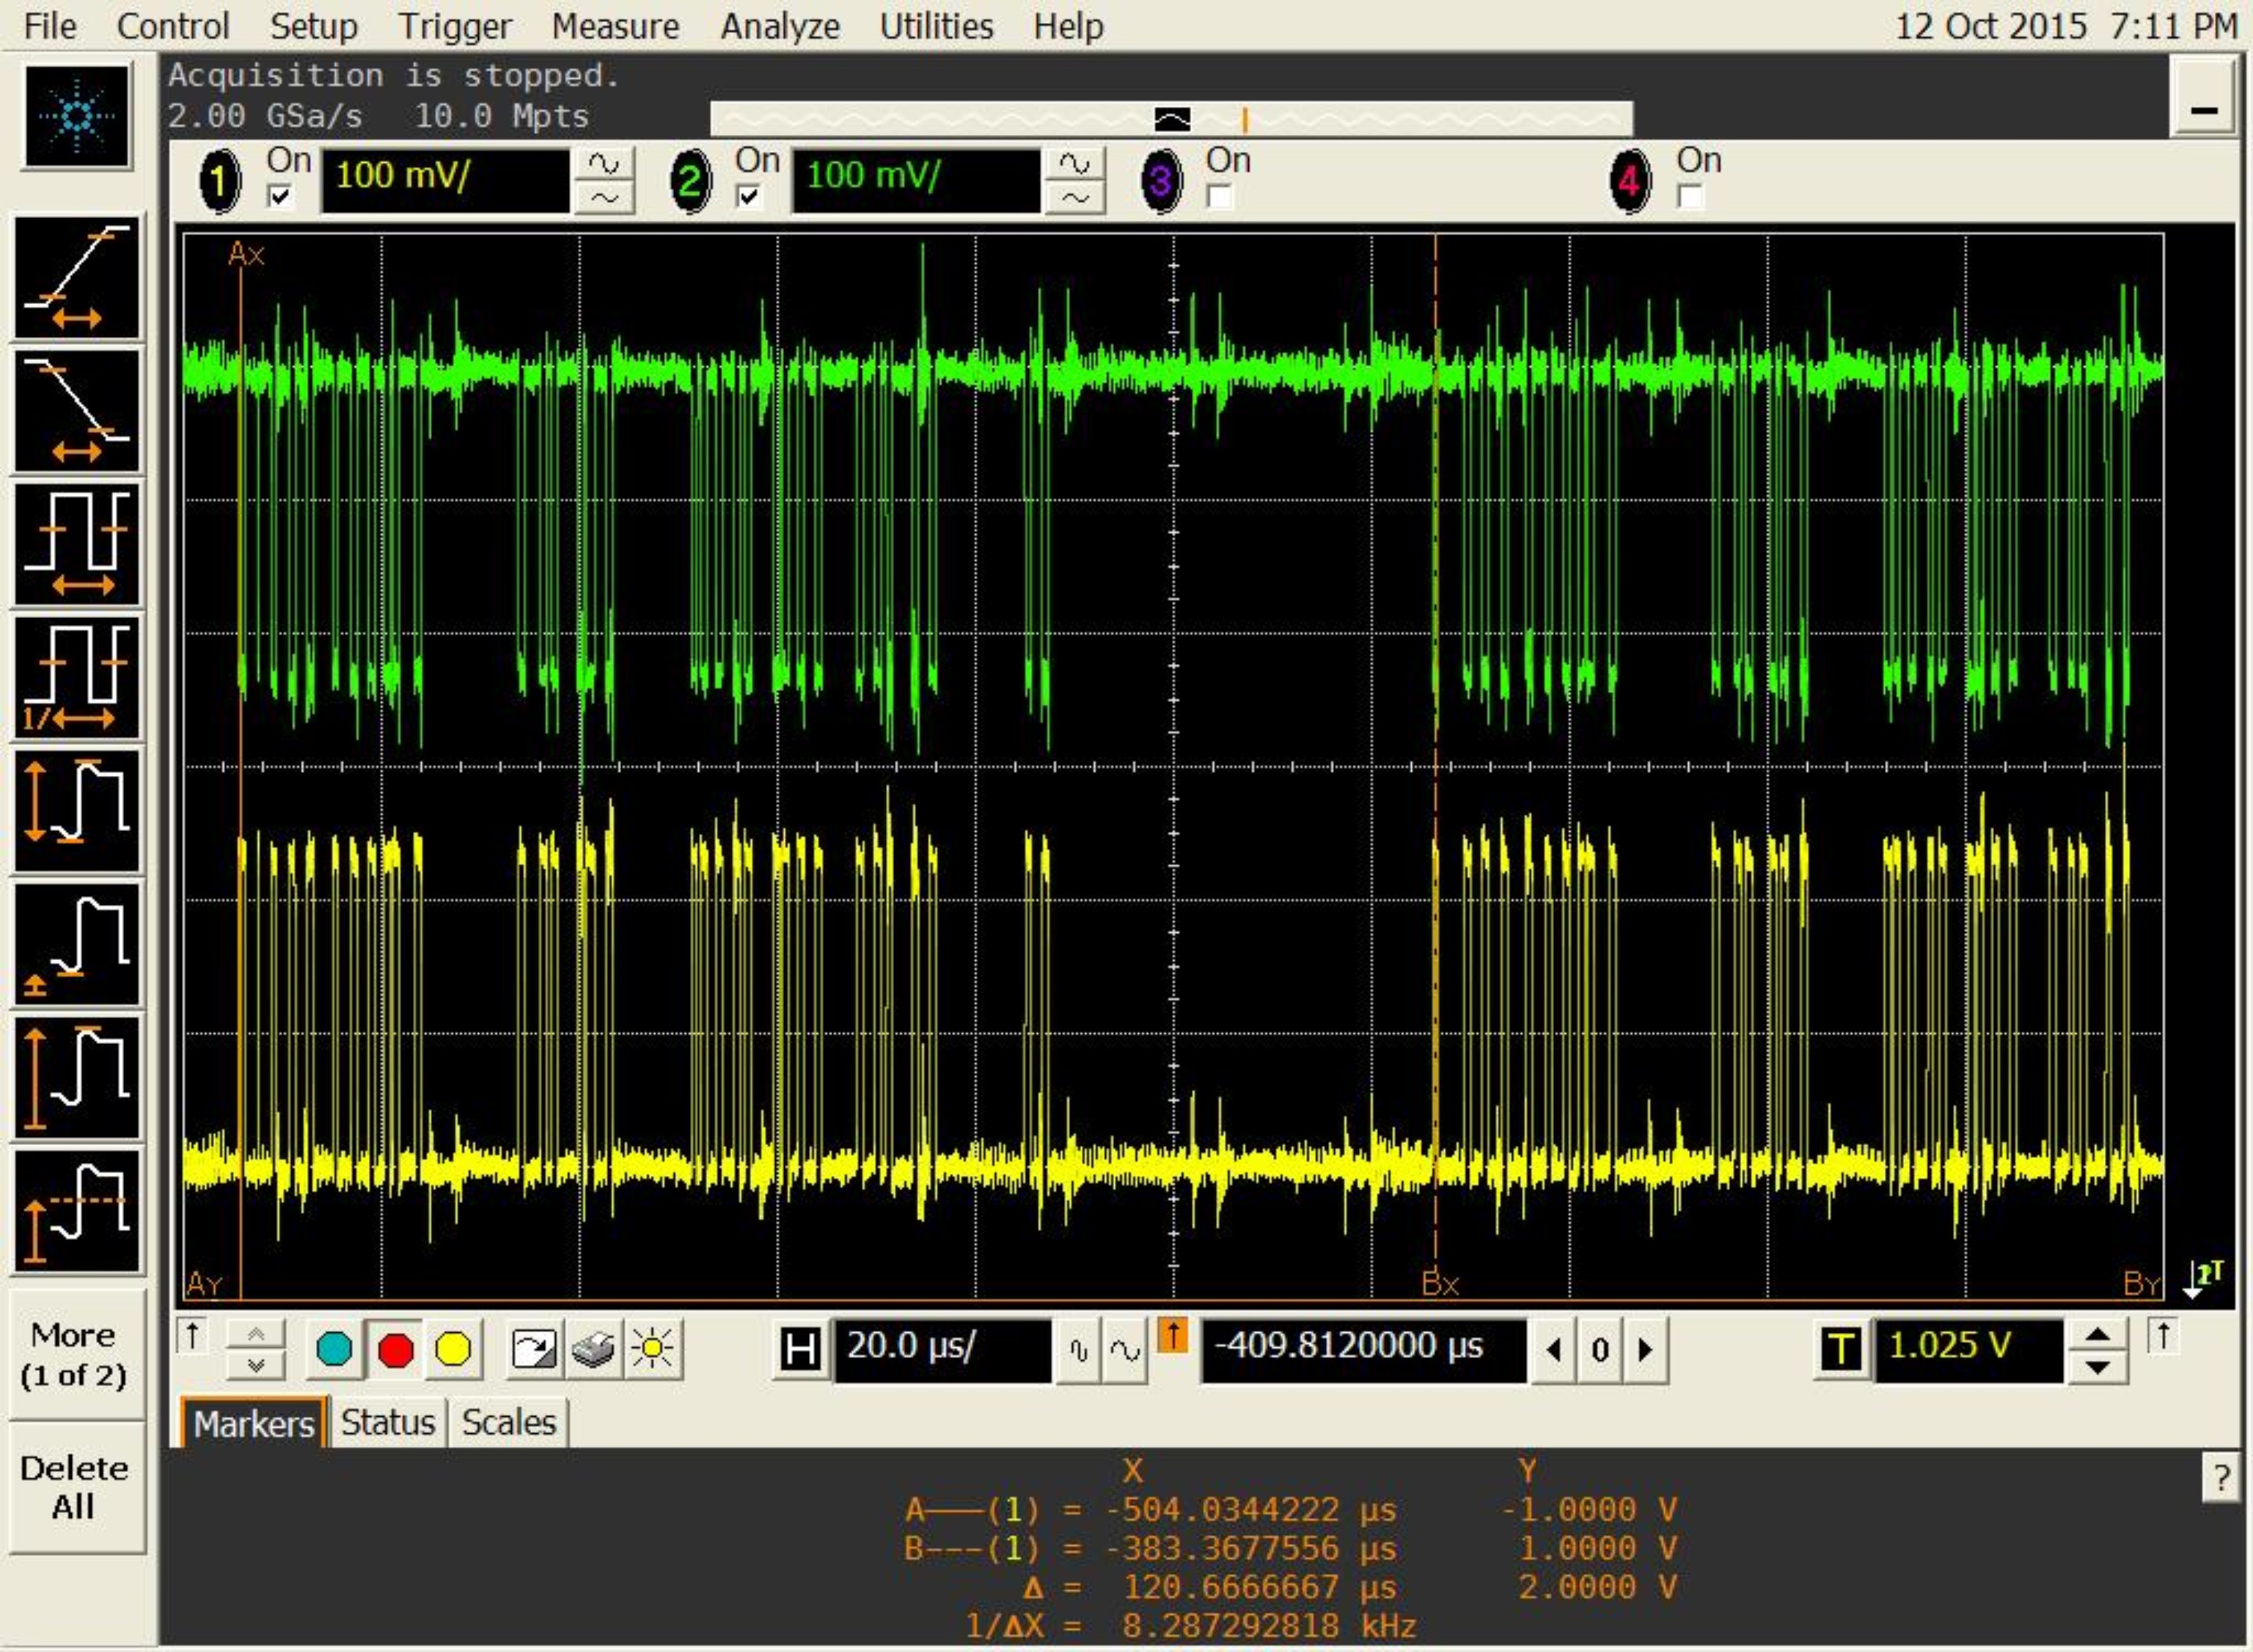 File Control Setup Trigger Measure Analyze Utilities Help 12 Oct 2015 7:11 PM
Acquisition is stopped.
2.00 GSa/s 10.0 Mpts
1 On 100 mV/ 2 On 100 mV/ 3 On 4 On
Ax
1/
Ay Bx By
T
More
(1 of 2)
H 20.0 μs/ -409.8120000 μs 0 T 1.025 V
Markers Status Scales
Delete
All
X Y
A───(1) = -504.0344222 μs -1.0000 V
B---(1) = -383.3677556 μs 1.0000 V
Δ = 120.6666667 μs 2.0000 V
1/ΔX = 8.287292818 kHz
?